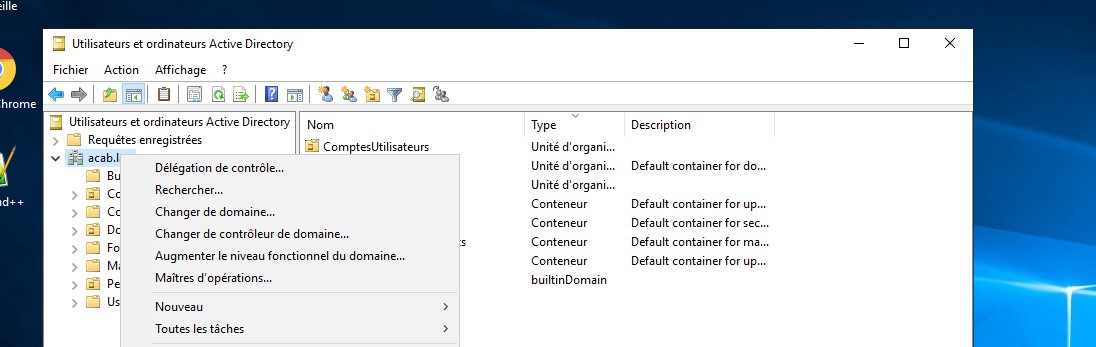 eille
Chrome
ad++
Utilisateurs et ordinateurs Active Directory
Fichier Action Affichage ?
Utilisateurs et ordinateurs Active Directory
Requêtes enregistrées
acab.l
Bu
Co
Co
Do
Fo
Ma
Pe
Us
Nom Type Description
ComptesUtilisateurs Unité d'organi...
Unité d'organi... Default container for do...
Unité d'organi...
Conteneur Default container for up...
Conteneur Default container for sec...
ts Conteneur Default container for ma...
Conteneur Default container for up...
builtinDomain
Délégation de contrôle...
Rechercher...
Changer de domaine...
Changer de contrôleur de domaine...
Augmenter le niveau fonctionnel du domaine...
Maîtres d'opérations...
Nouveau
Toutes les tâches